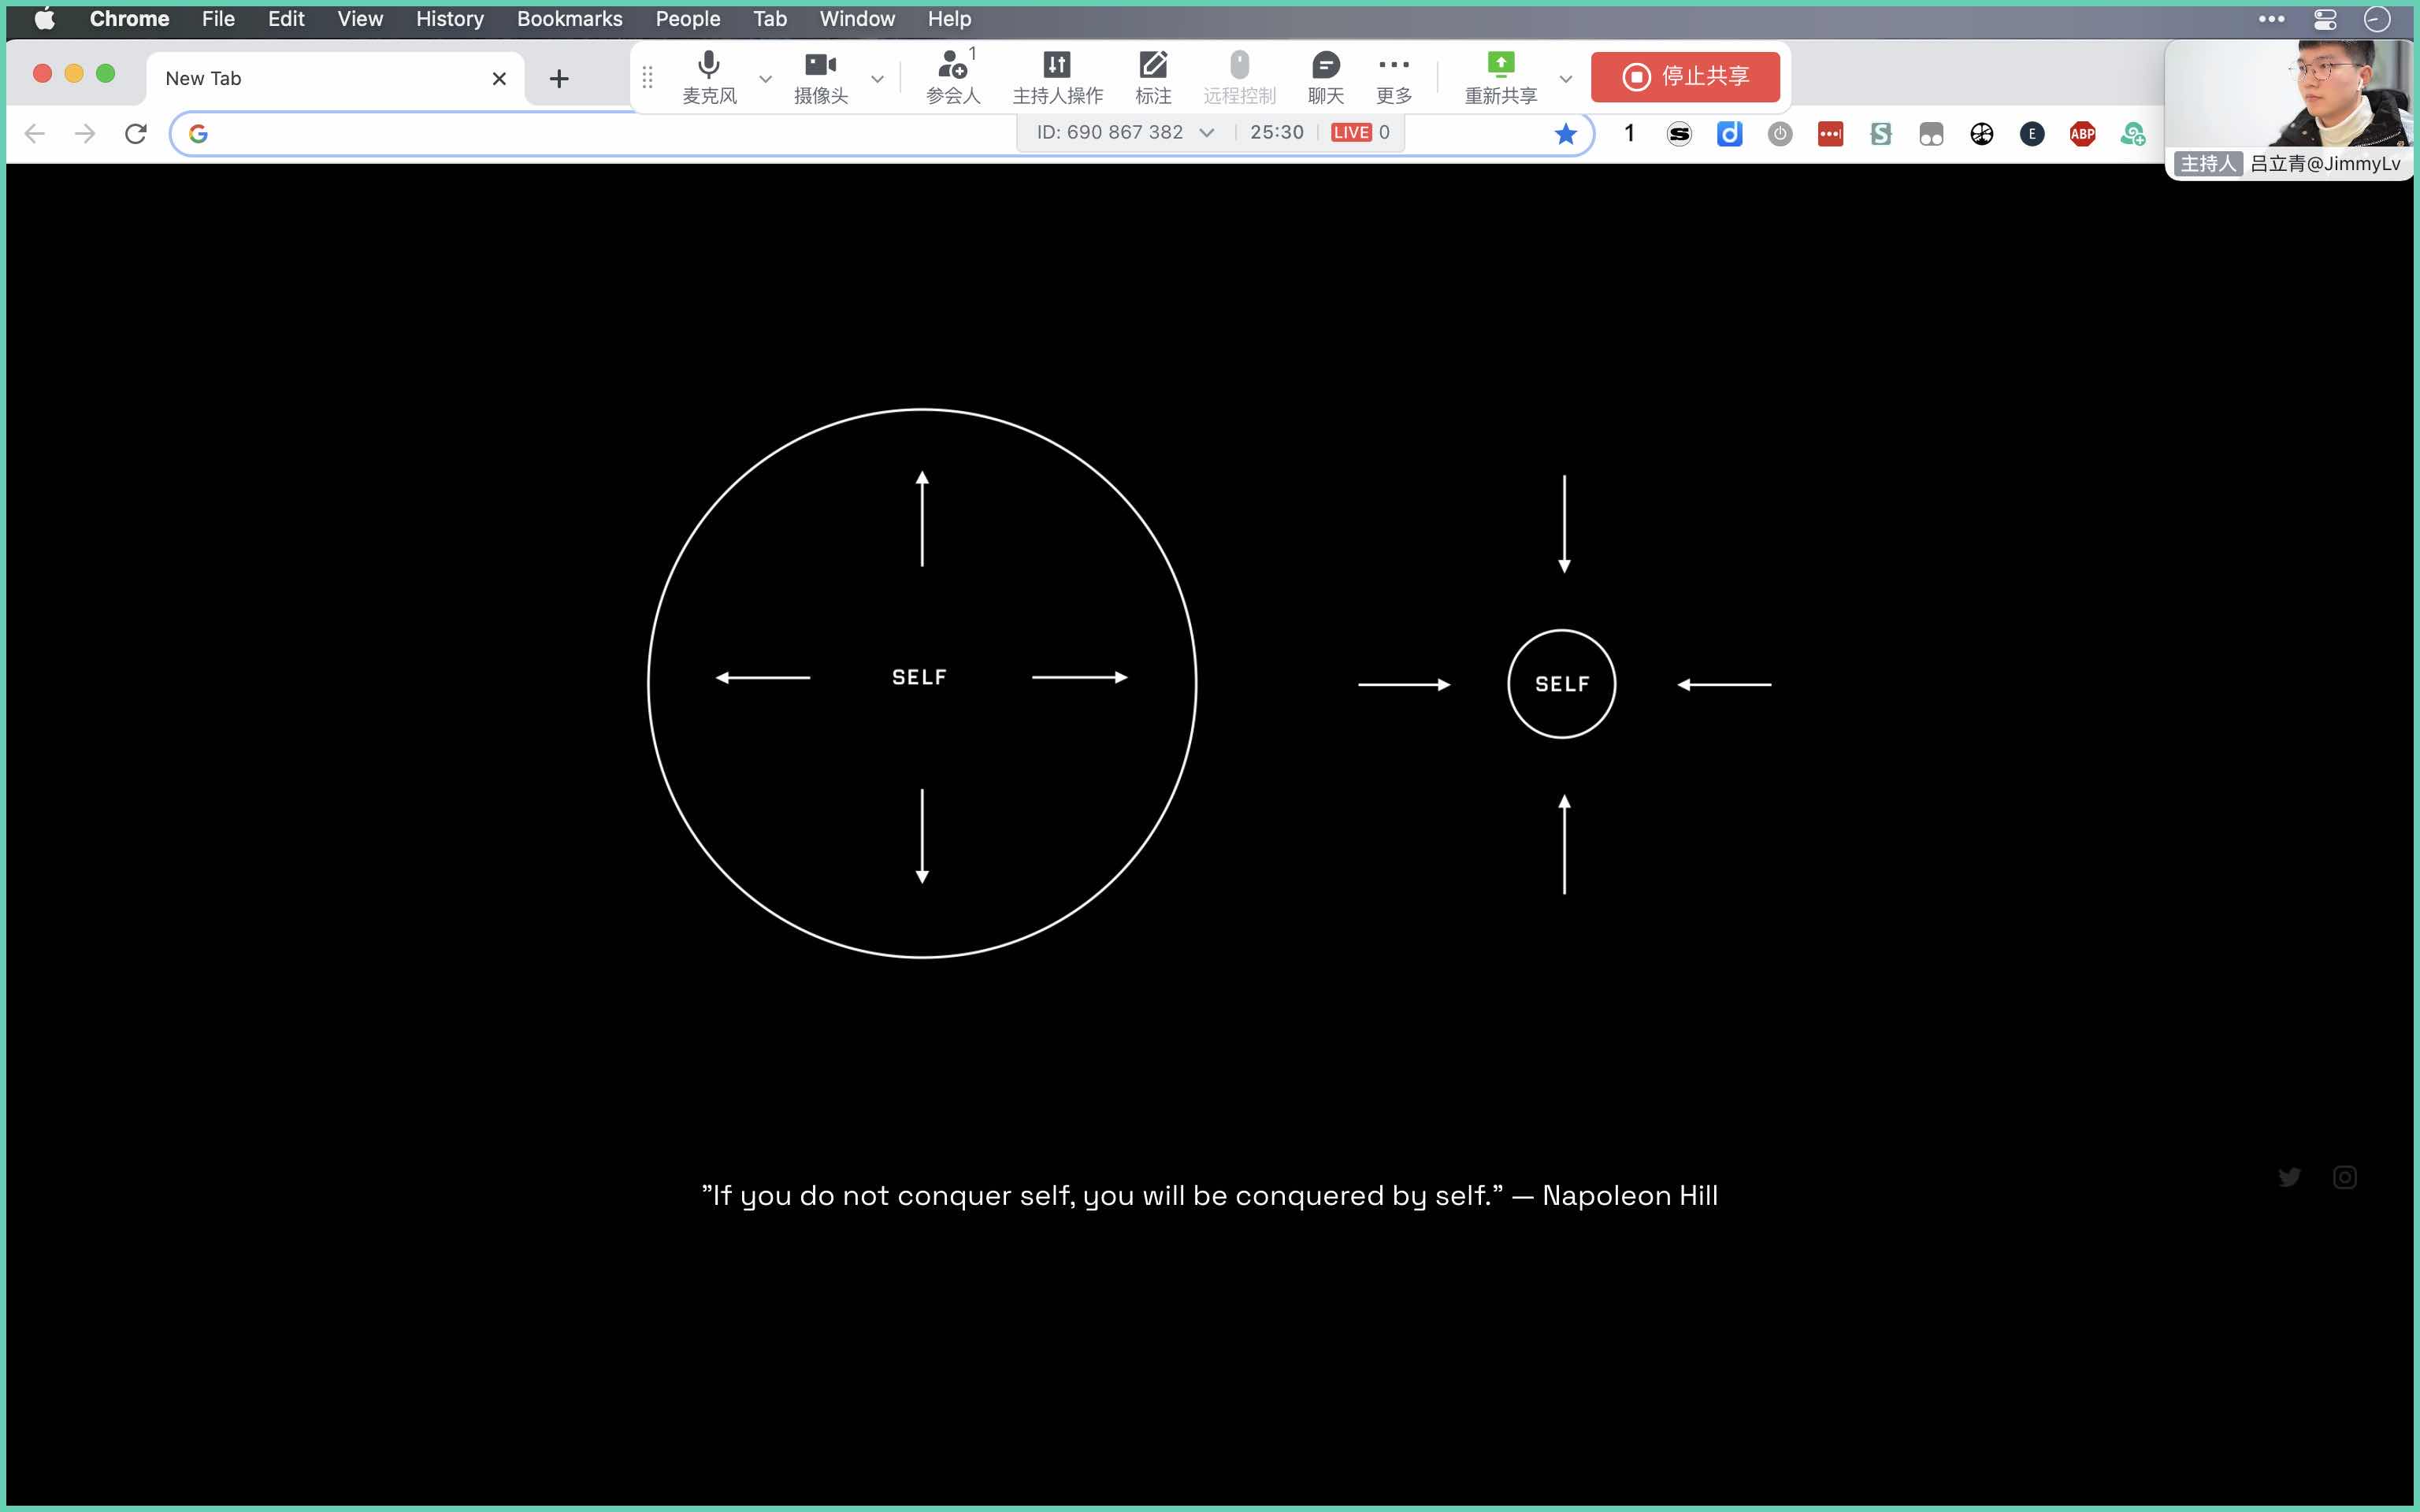 Chrome File Edit View History Bookmarks People Tab Window Help
New Tab
1
麦克风 摄像头 参会人 主持人操作 标注 远程控制 聊天 更多 重新共享 停止共享
ID: 690 867 382 25:30 LIVE 0
1 S d S E ABP
主持人 吕立青@JimmyLv
SELF
SELF
”If you do not conquer self, you will be conquered by self.” — Napoleon Hill